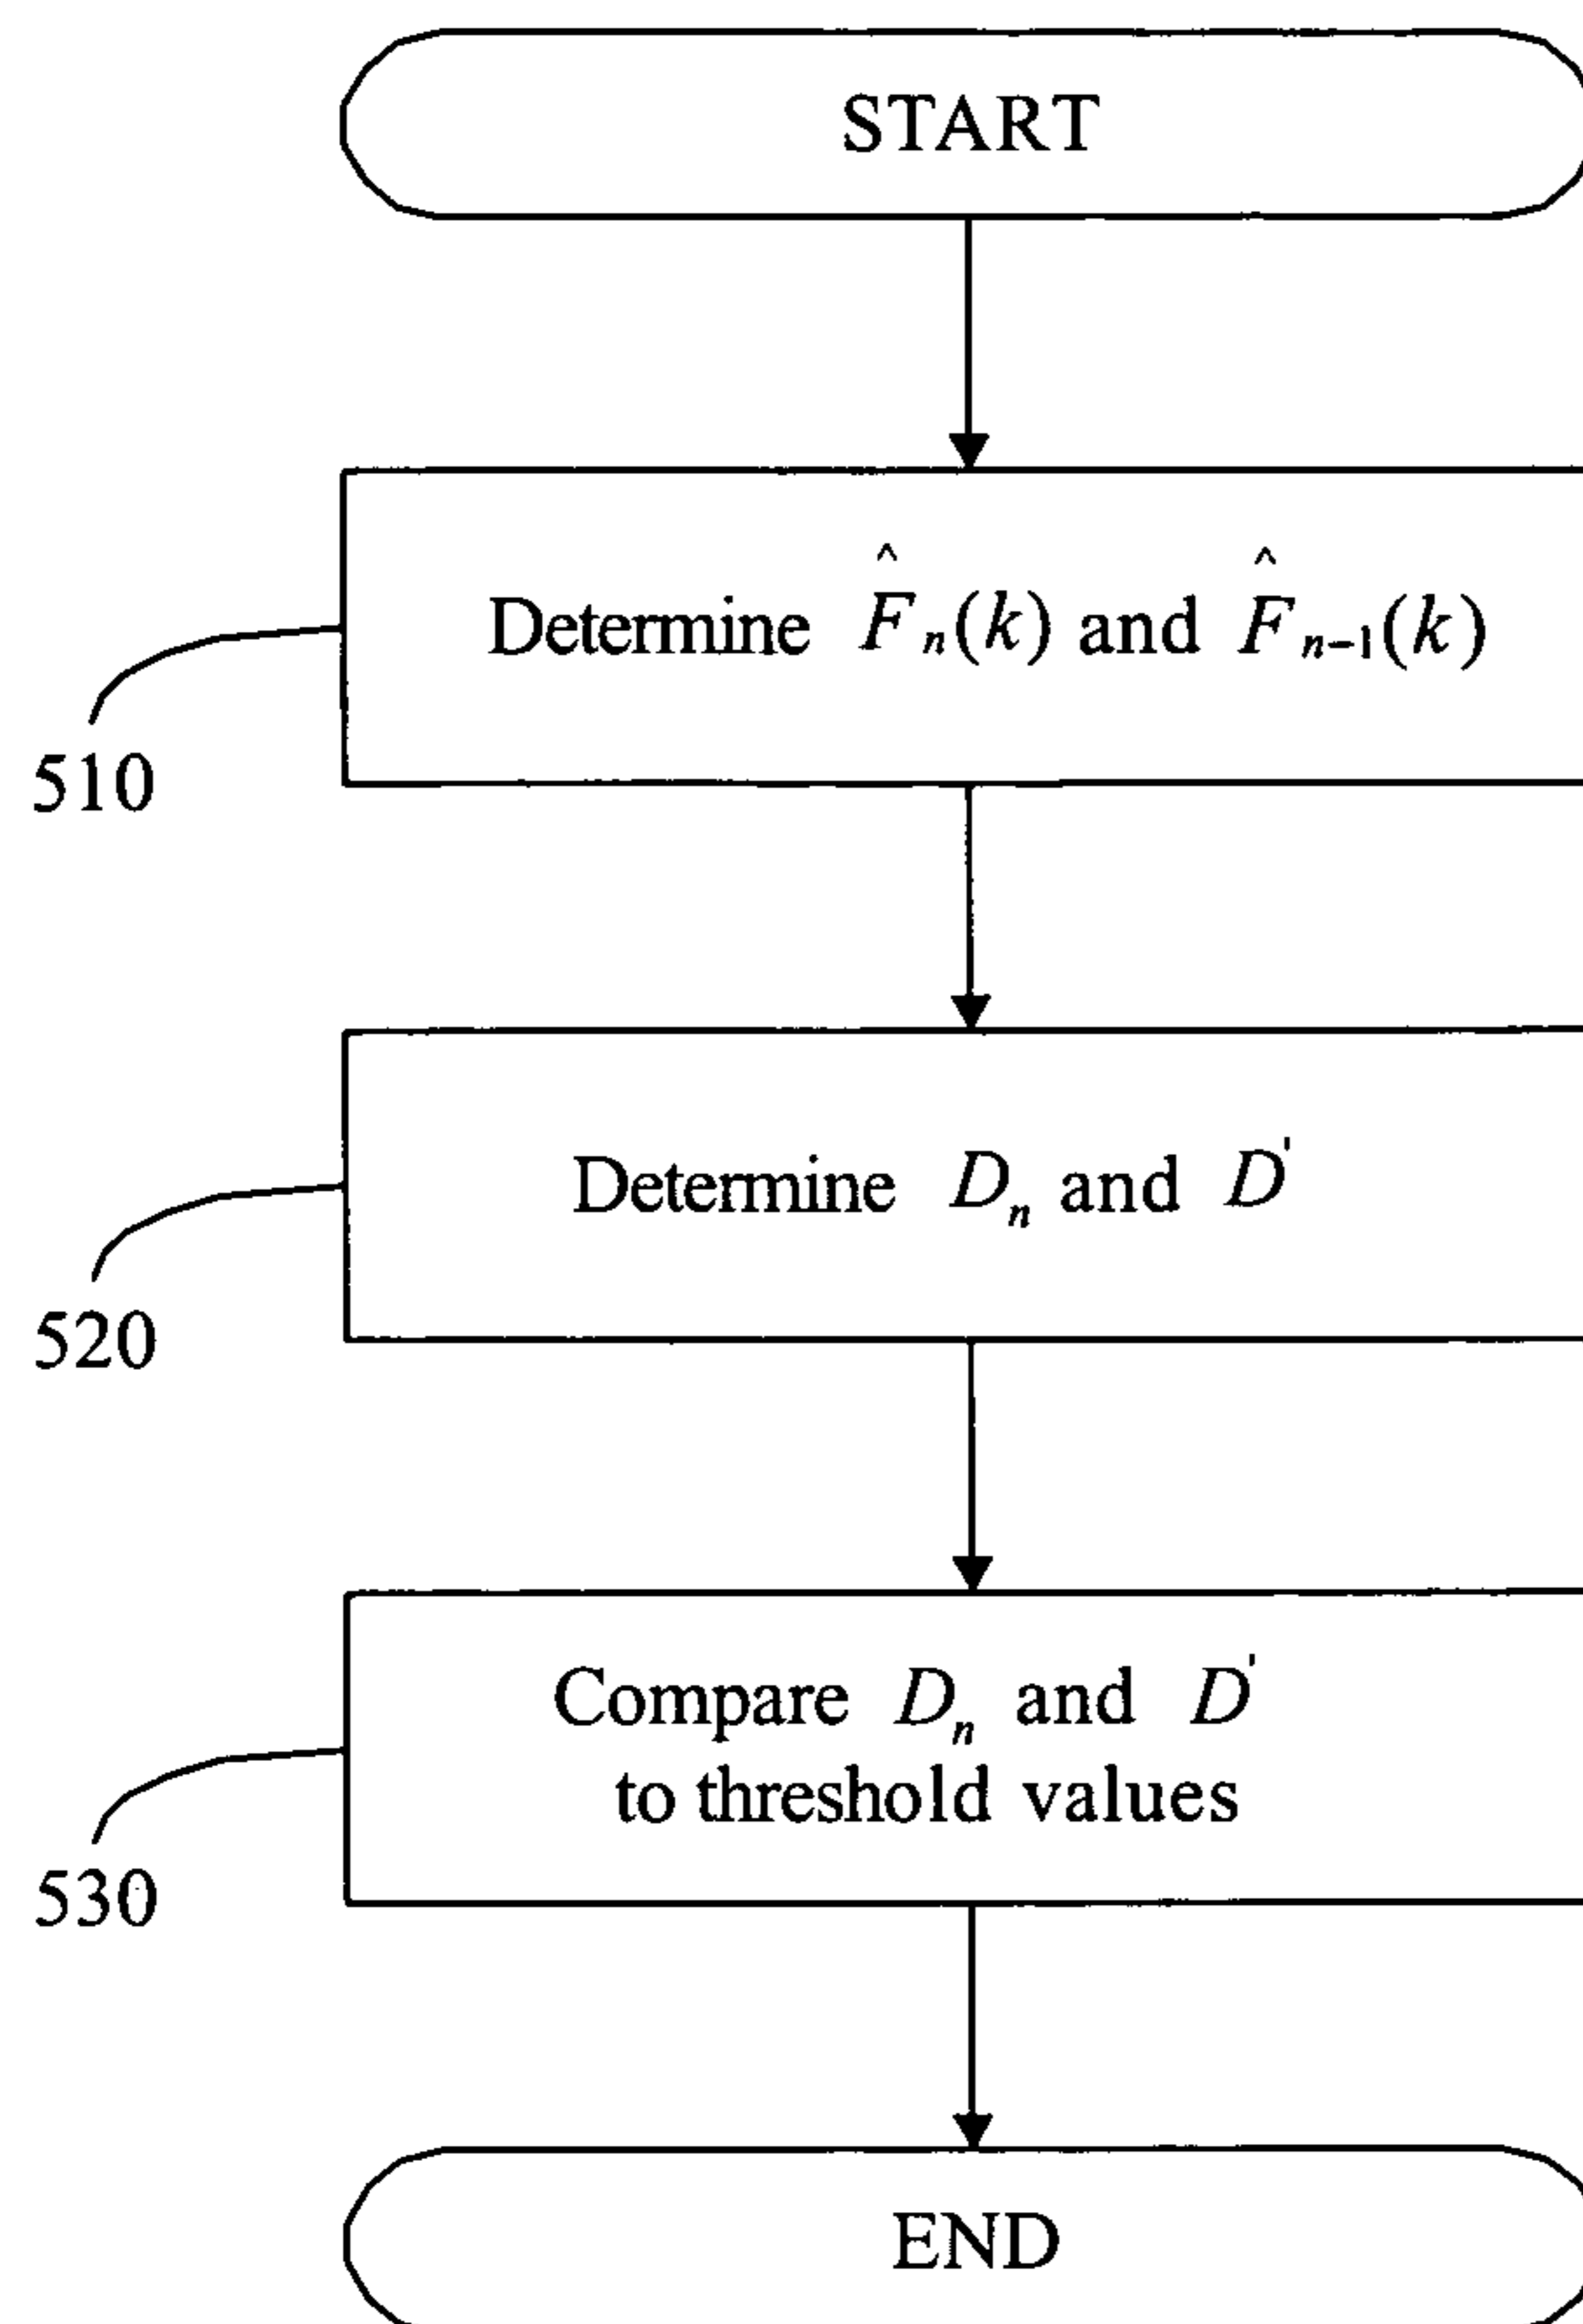 START
Determine F̂ₙ(k) and F̂ₙ₋₁(k)
510
Determine Dₙ and D'
520
Compare Dₙ and D'
to threshold values
530
END